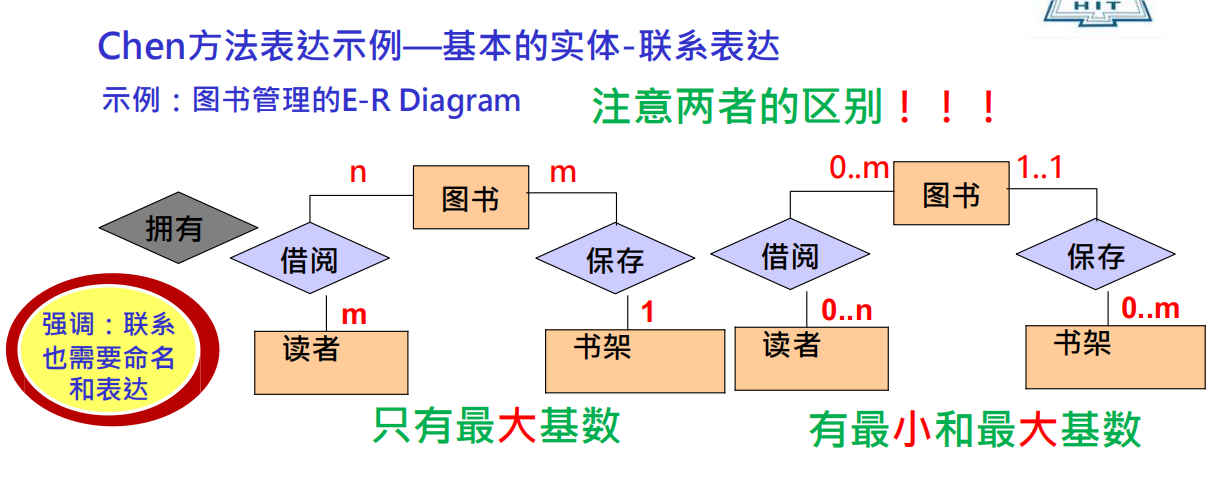 HIT
Chen方法表达示例—基本的实体-联系表达
示例：图书管理的E-R Diagram
注意两者的区别！！！
n
图书
m
0..m
图书
1..1
拥有
借阅
保存
借阅
保存
强调：联系
也需要命名
和表达
m
1
0..n
0..m
读者
书架
读者
书架
只有最大基数
有最小和最大基数